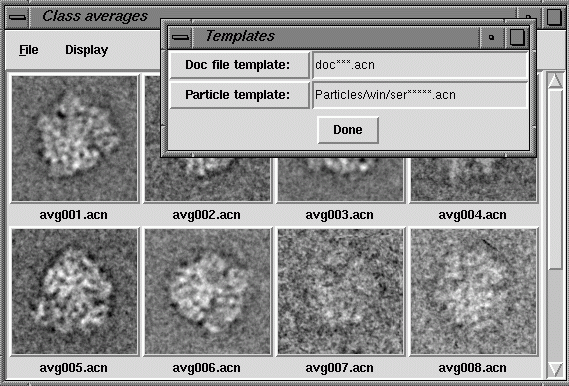 Class averages
Templates
File Display
Doc file template: doc***.acn
Particle template: Particles/win/ser*****.acn
Done
avg001.acn avg002.acn avg003.acn avg004.acn
avg005.acn avg006.acn avg007.acn avg008.acn